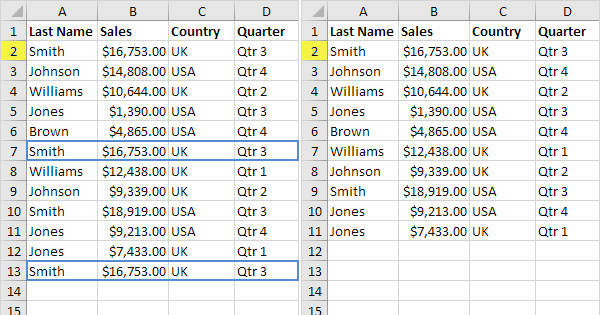 A B C D
1 Last Name Sales Country Quarter
2 Smith $16,753.00 UK Qtr 3
3 Johnson $14,808.00 USA Qtr 4
4 Williams $10,644.00 UK Qtr 2
5 Jones $1,390.00 USA Qtr 3
6 Brown $4,865.00 USA Qtr 4
7 Smith $16,753.00 UK Qtr 3
8 Williams $12,438.00 UK Qtr 1
9 Johnson $9,339.00 UK Qtr 2
10 Smith $18,919.00 USA Qtr 3
11 Jones $9,213.00 USA Qtr 4
12 Jones $7,433.00 UK Qtr 1
13 Smith $16,753.00 UK Qtr 3
14
15
A B C D
1 Last Name Sales Country Quarter
2 Smith $16,753.00 UK Qtr 3
3 Johnson $14,808.00 USA Qtr 4
4 Williams $10,644.00 UK Qtr 2
5 Jones $1,390.00 USA Qtr 3
6 Brown $4,865.00 USA Qtr 4
7 Williams $12,438.00 UK Qtr 1
8 Johnson $9,339.00 UK Qtr 2
9 Smith $18,919.00 USA Qtr 3
10 Jones $9,213.00 USA Qtr 4
11 Jones $7,433.00 UK Qtr 1
12
13
14
15